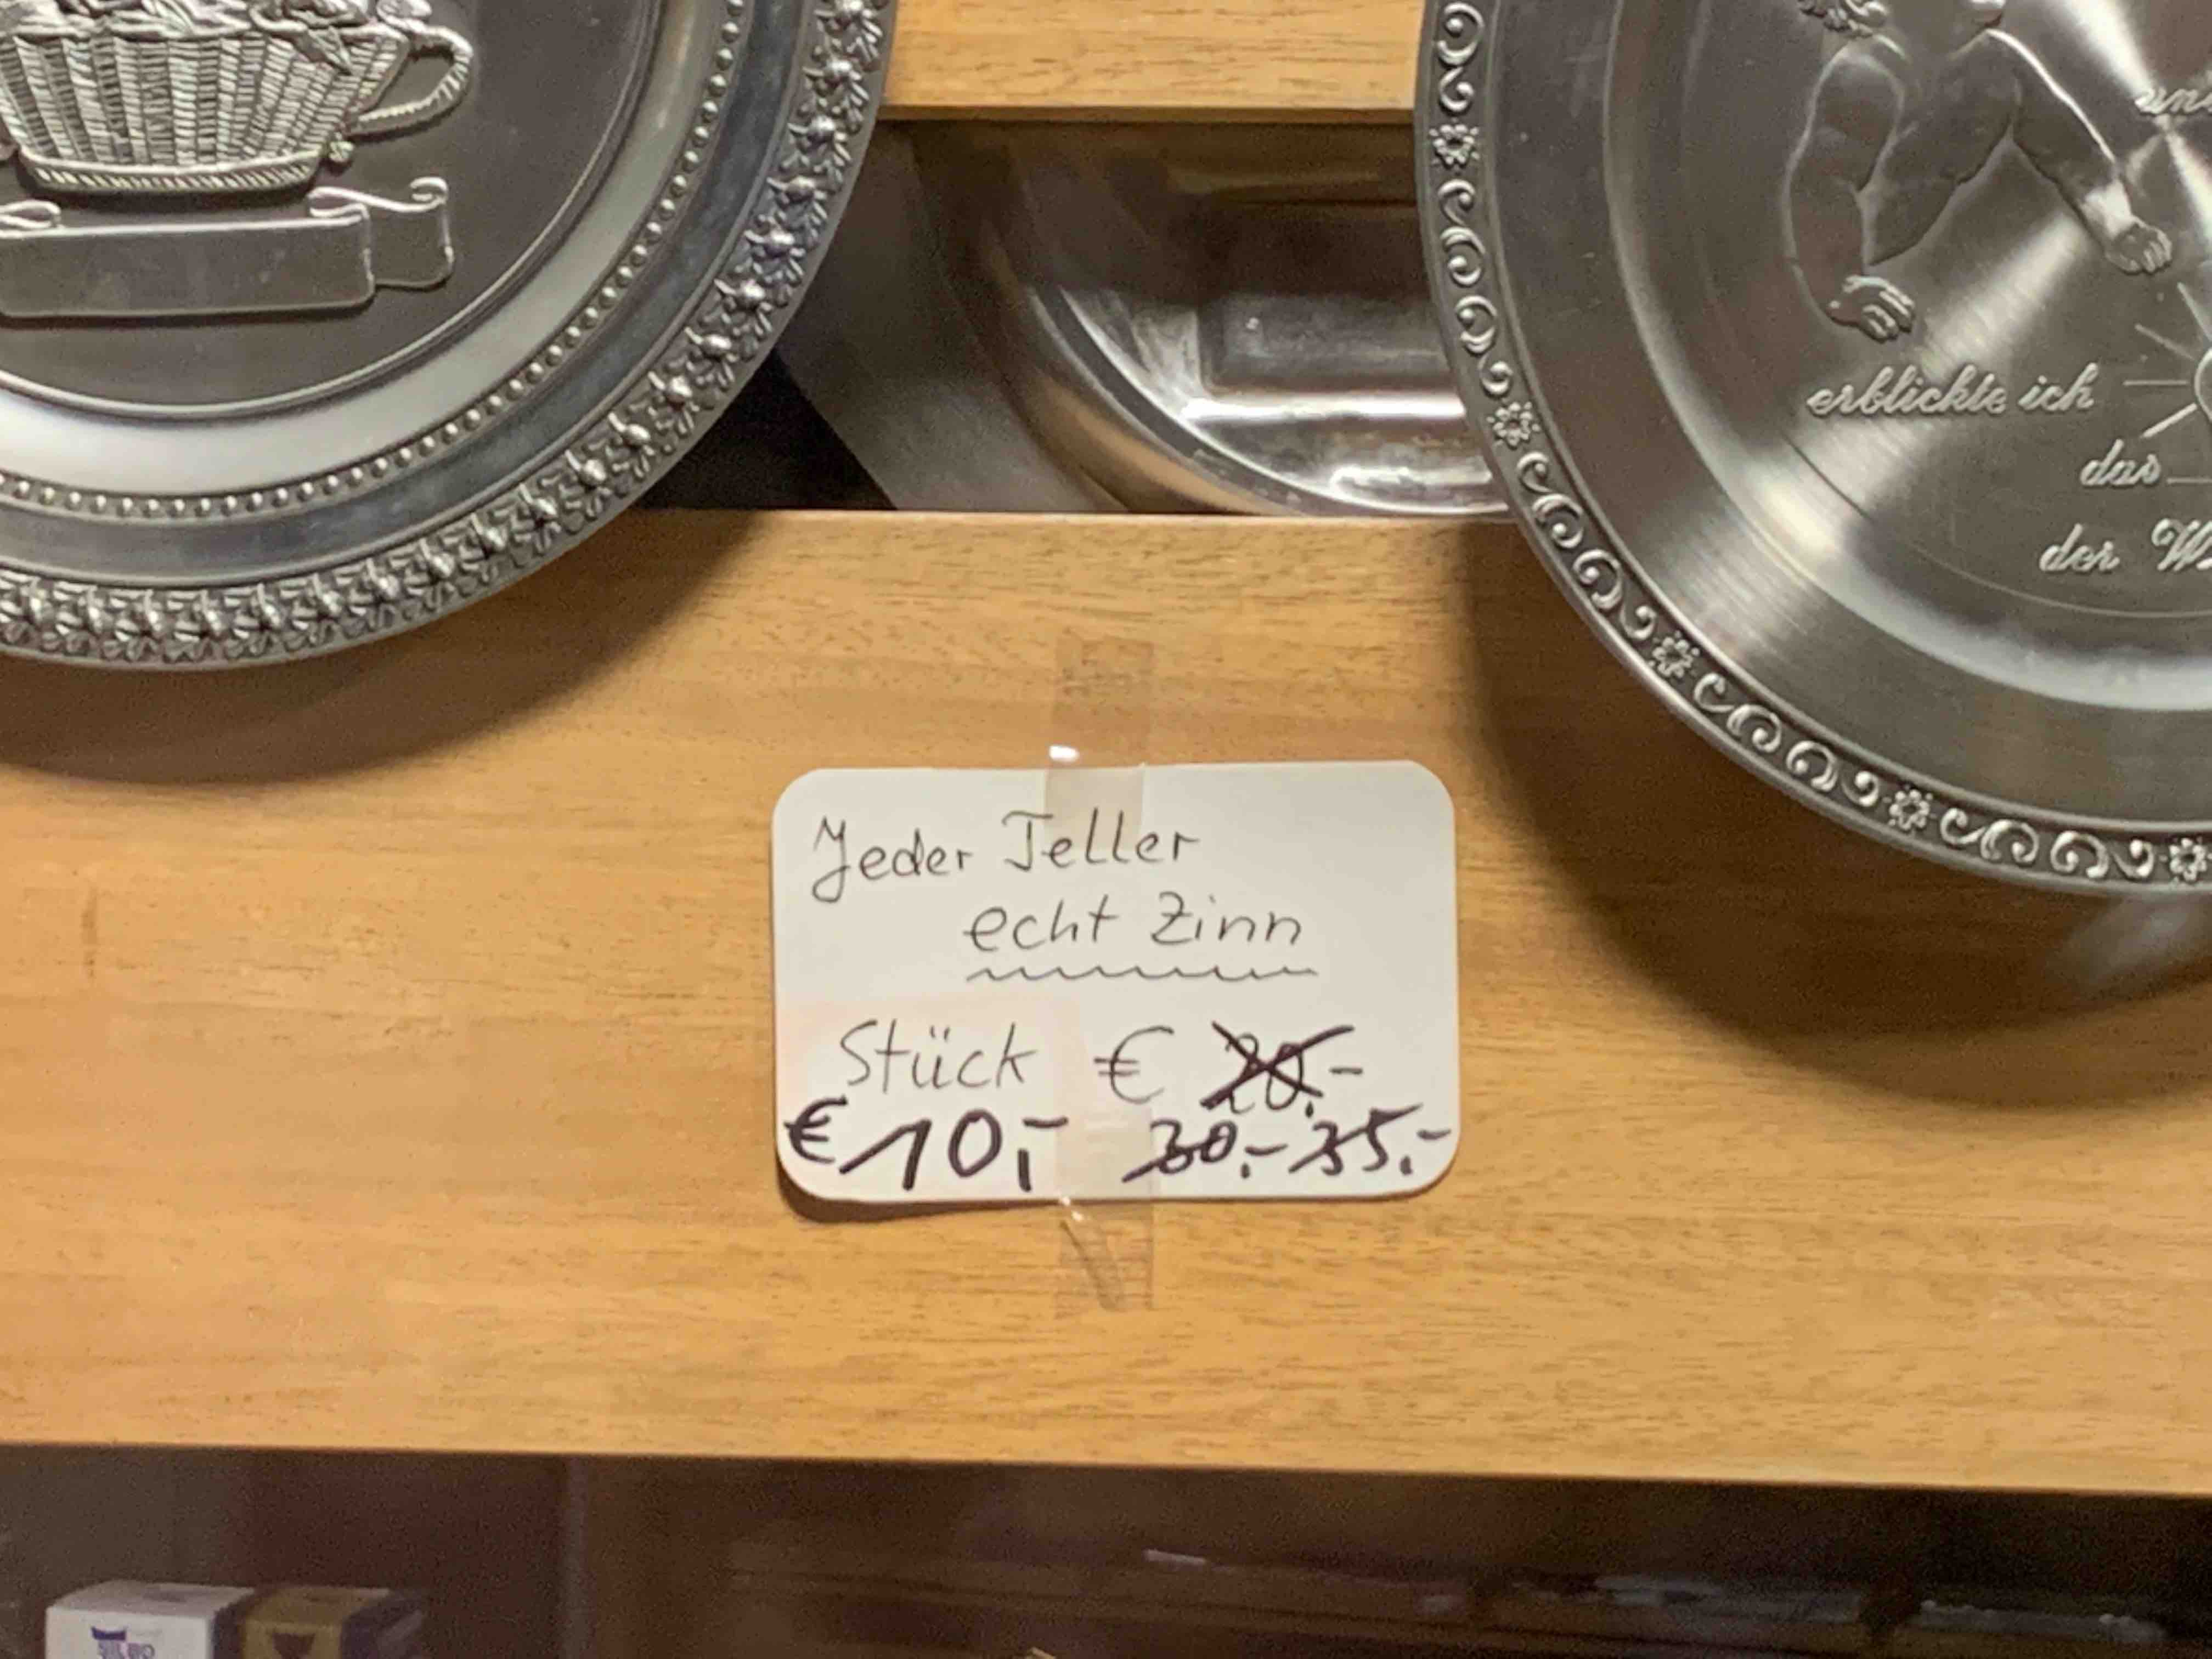 erblickte ich
das
der
Jeder Teller
echt Zinn
Stück € 20,-
€ 10,- 30,- 35,-